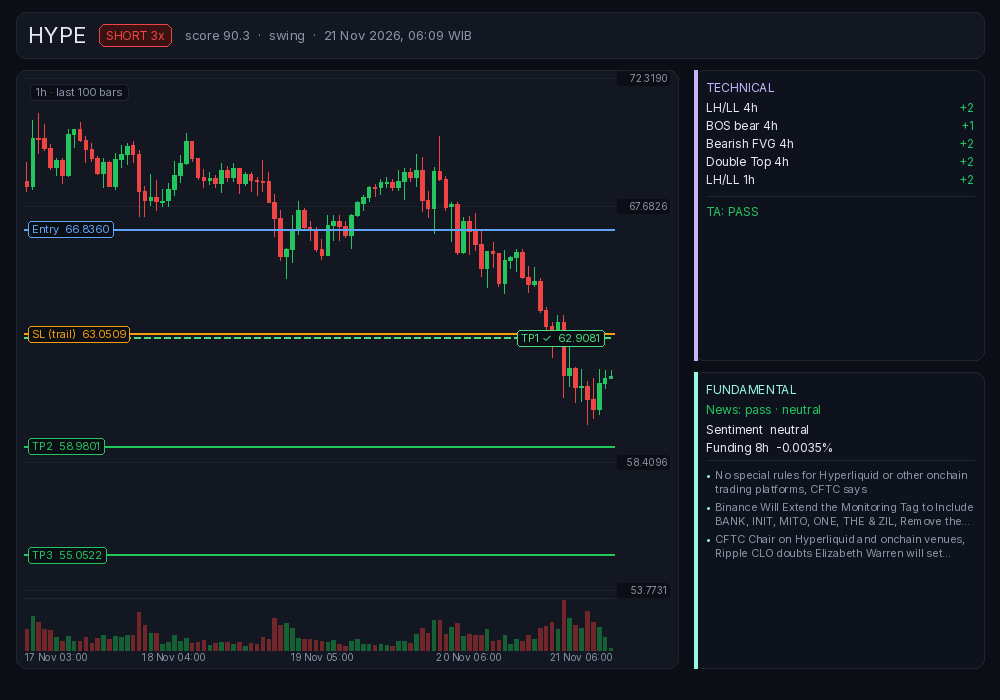 HYPE SHORT 3x score 90.3 · swing · 21 Nov 2026, 06:09 WIB
1h · last 100 bars
72.3190
67.6826
Entry 66.8360
SL (trail) 63.0509
TP1 ✓ 62.9081
TP2 58.9801
58.4096
TP3 55.0522
53.7731
17 Nov 03:00 18 Nov 04:00 19 Nov 05:00 20 Nov 06:00 21 Nov 06:00
TECHNICAL
LH/LL 4h +2
BOS bear 4h +1
Bearish FVG 4h +2
Double Top 4h +2
LH/LL 1h +2
TA: PASS
FUNDAMENTAL
News: pass · neutral
Sentiment neutral
Funding 8h -0.0035%
• No special rules for Hyperliquid or other onchain
trading platforms, CFTC says
• Binance Will Extend the Monitoring Tag to Include
BANK, INIT, MITO, ONE, THE & ZIL, Remove the…
• CFTC Chair on Hyperliquid and onchain venues,
Ripple CLO doubts Elizabeth Warren will set…